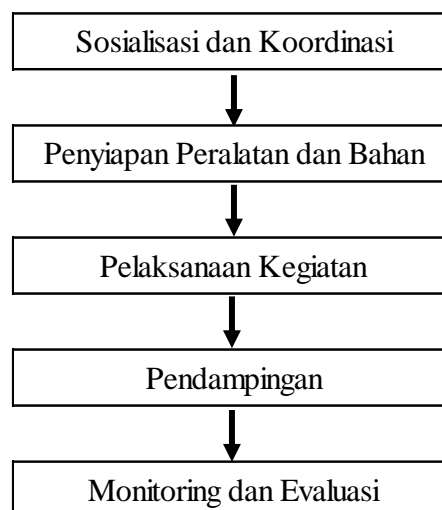 Sosialisasi dan Koordinasi
Penyiapan Peralatan dan Bahan
Pelaksanaan Kegiatan
Pendampingan
Monitoring dan Evaluasi